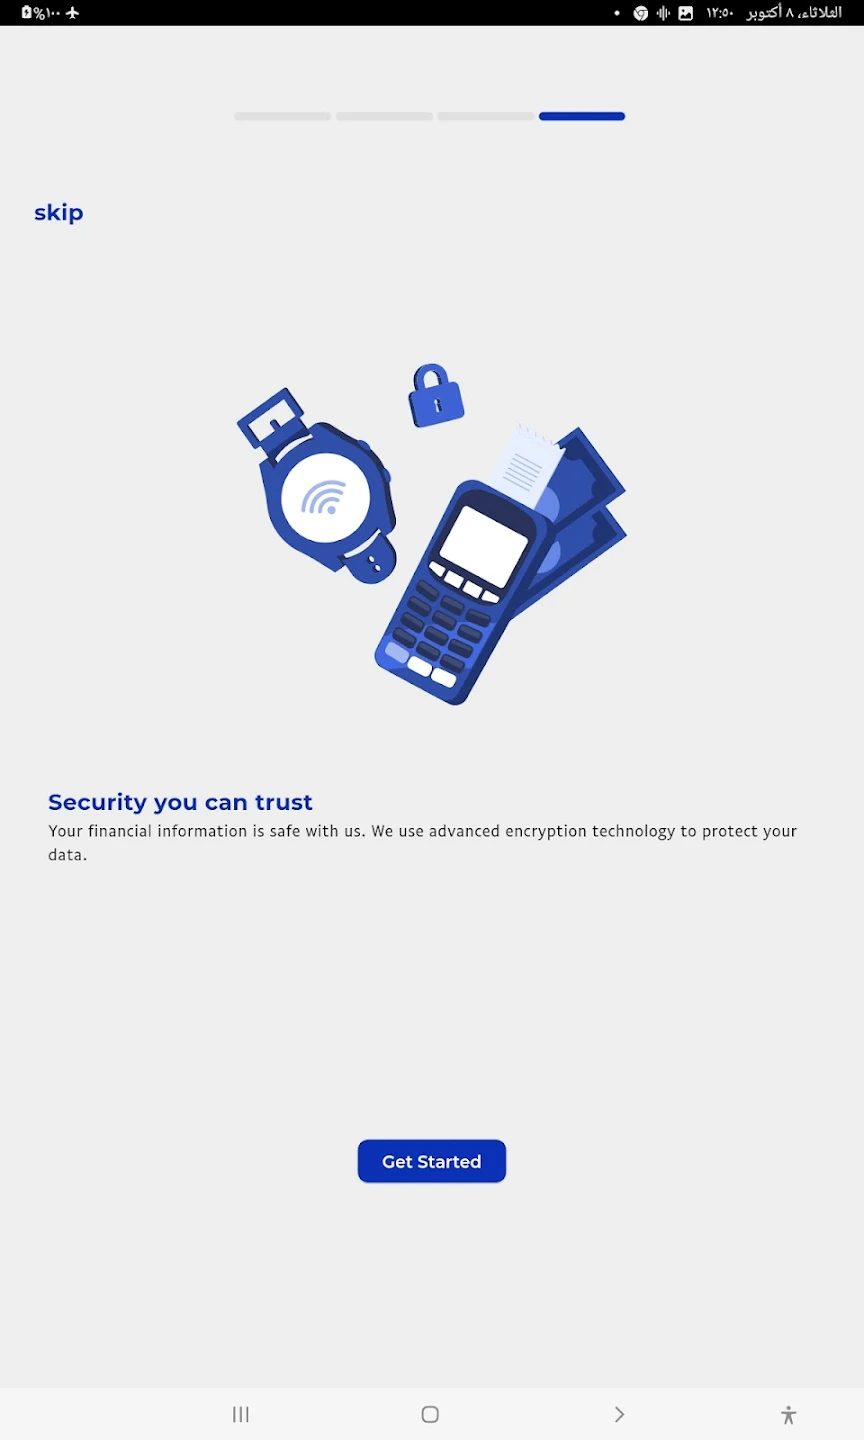 الثلاثاء، ٨ أكتوبر ١٢:٥٠
%١٠٠
skip
Security you can trust
Your financial information is safe with us. We use advanced encryption technology to protect your
data.
Get Started